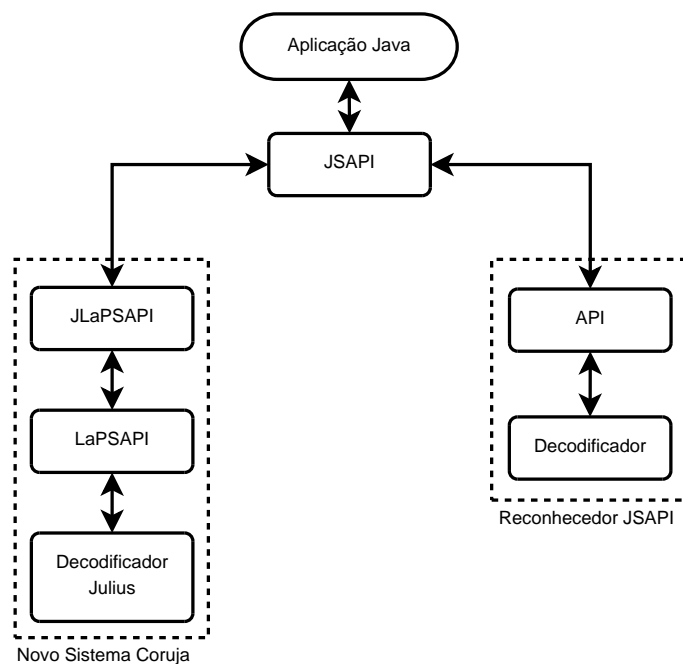 Aplicação Java
JSAPI
JLaPSAPI
LaPSAPI
Decodificador
Julius
Novo Sistema Coruja
API
Decodificador
Reconhecedor JSAPI